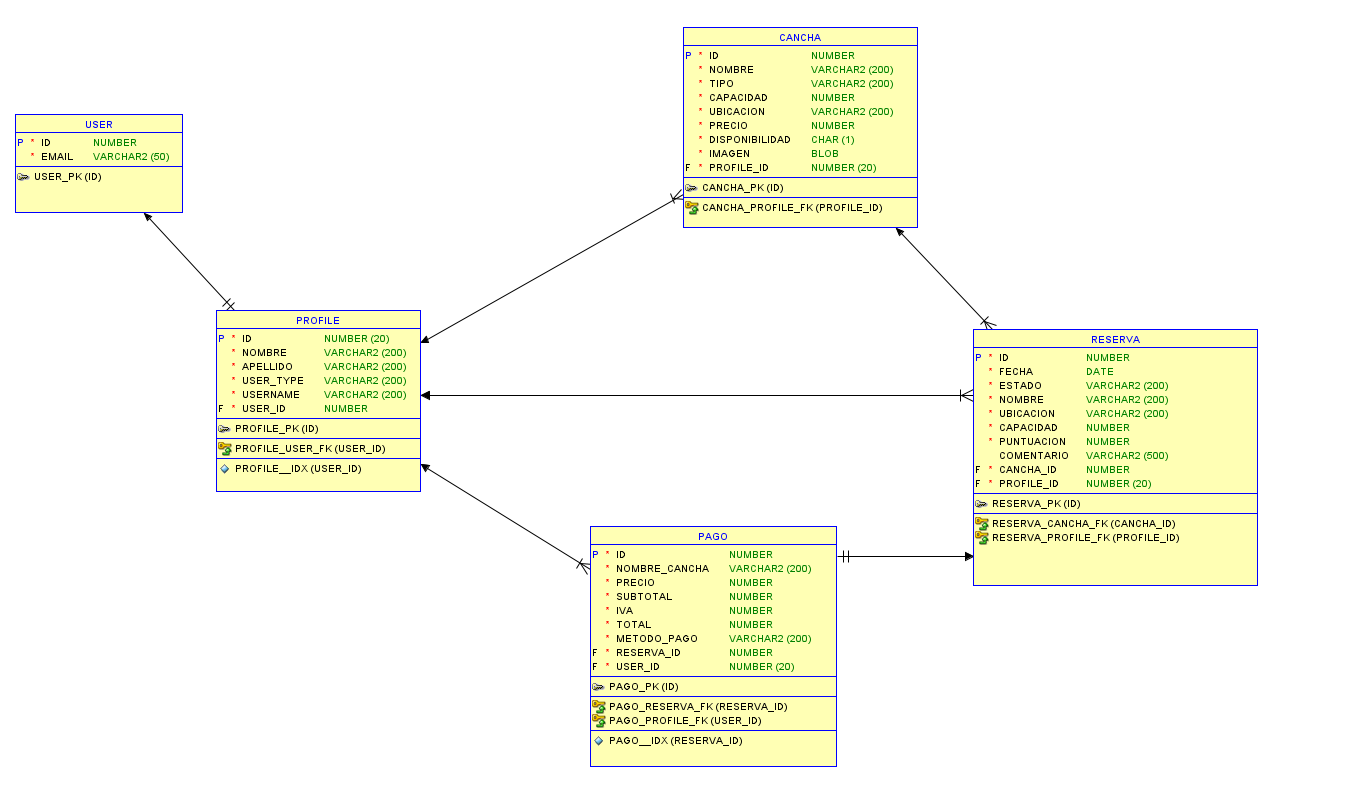 USER
P * ID NUMBER
* EMAIL VARCHAR2 (50)
USER_PK (ID)
CANCHA
P * ID NUMBER
* NOMBRE VARCHAR2 (200)
* TIPO VARCHAR2 (200)
* CAPACIDAD NUMBER
* UBICACION VARCHAR2 (200)
* PRECIO NUMBER
* DISPONIBILIDAD CHAR (1)
* IMAGEN BLOB
F * PROFILE_ID NUMBER (20)
CANCHA_PK (ID)
CANCHA_PROFILE_FK (PROFILE_ID)
PROFILE
P * ID NUMBER (20)
* NOMBRE VARCHAR2 (200)
* APELLIDO VARCHAR2 (200)
* USER_TYPE VARCHAR2 (200)
* USERNAME VARCHAR2 (200)
F * USER_ID NUMBER
PROFILE_PK (ID)
PROFILE_USER_FK (USER_ID)
PROFILE__IDX (USER_ID)
RESERVA
P * ID NUMBER
* FECHA DATE
* ESTADO VARCHAR2 (200)
* NOMBRE VARCHAR2 (200)
* UBICACION VARCHAR2 (200)
* CAPACIDAD NUMBER
* PUNTUACION NUMBER
COMENTARIO VARCHAR2 (500)
F * CANCHA_ID NUMBER
F * PROFILE_ID NUMBER (20)
RESERVA_PK (ID)
RESERVA_CANCHA_FK (CANCHA_ID)
RESERVA_PROFILE_FK (PROFILE_ID)
PAGO
P * ID NUMBER
* NOMBRE_CANCHA VARCHAR2 (200)
* PRECIO NUMBER
* SUBTOTAL NUMBER
* IVA NUMBER
* TOTAL NUMBER
* METODO_PAGO VARCHAR2 (200)
F * RESERVA_ID NUMBER
F * USER_ID NUMBER (20)
PAGO_PK (ID)
PAGO_RESERVA_FK (RESERVA_ID)
PAGO_PROFILE_FK (USER_ID)
PAGO__IDX (RESERVA_ID)